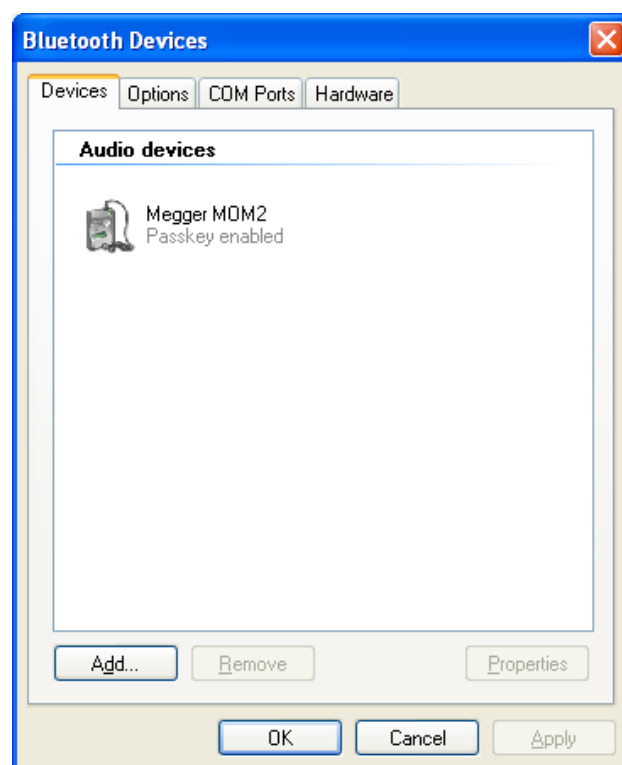 Bluetooth Devices
Devices Options COM Ports Hardware
Audio devices
Megger MOM2
Passkey enabled
Add... Remove Properties
OK Cancel Apply